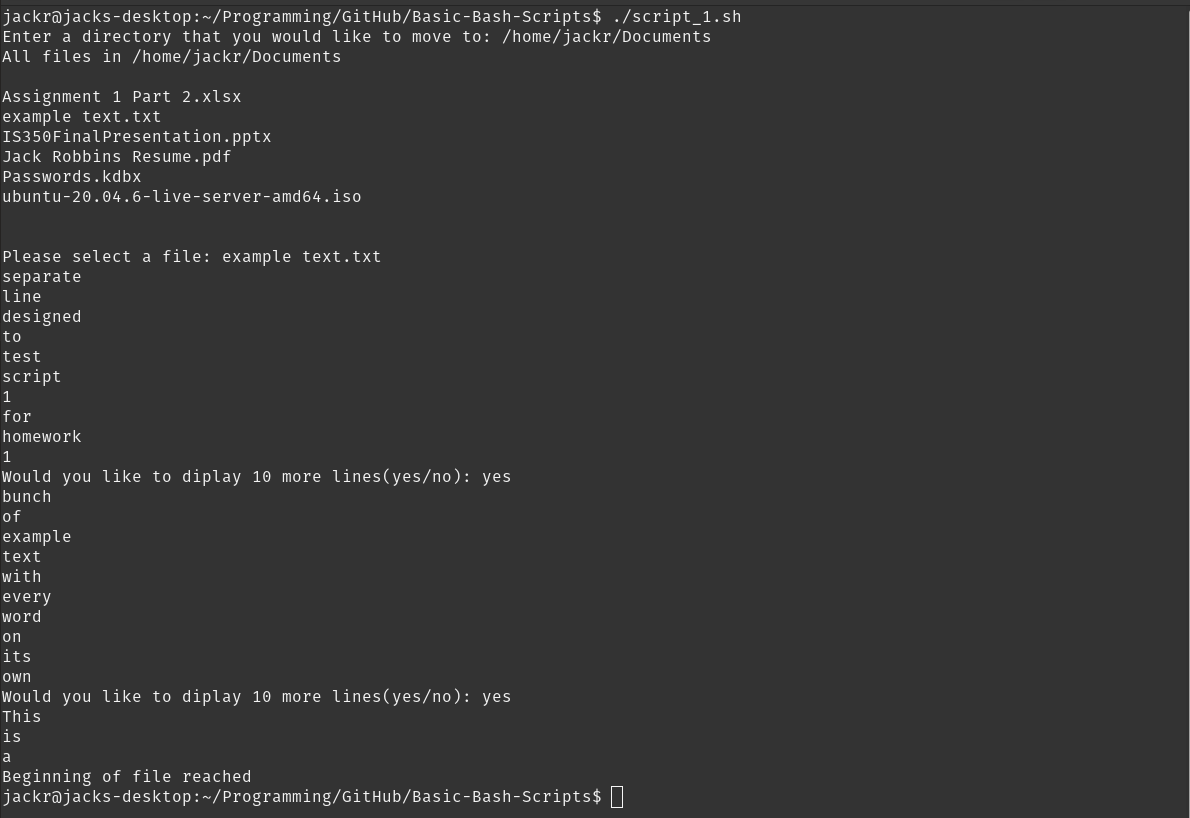 jackr@jacks-desktop:~/Programming/GitHub/Basic-Bash-Scripts$ ./script_1.sh
Enter a directory that you would like to move to: /home/jackr/Documents
All files in /home/jackr/Documents
Assignment 1 Part 2.xlsx
example text.txt
IS350FinalPresentation.pptx
Jack Robbins Resume.pdf
Passwords.kdbx
ubuntu-20.04.6-live-server-amd64.iso
Please select a file: example text.txt
separate
line
designed
to
test
script
1
for
homework
1
Would you like to diplay 10 more lines(yes/no): yes
bunch
of
example
text
with
every
word
on
its
own
Would you like to diplay 10 more lines(yes/no): yes
This
is
a
Beginning of file reached
jackr@jacks-desktop:~/Programming/GitHub/Basic-Bash-Scripts$